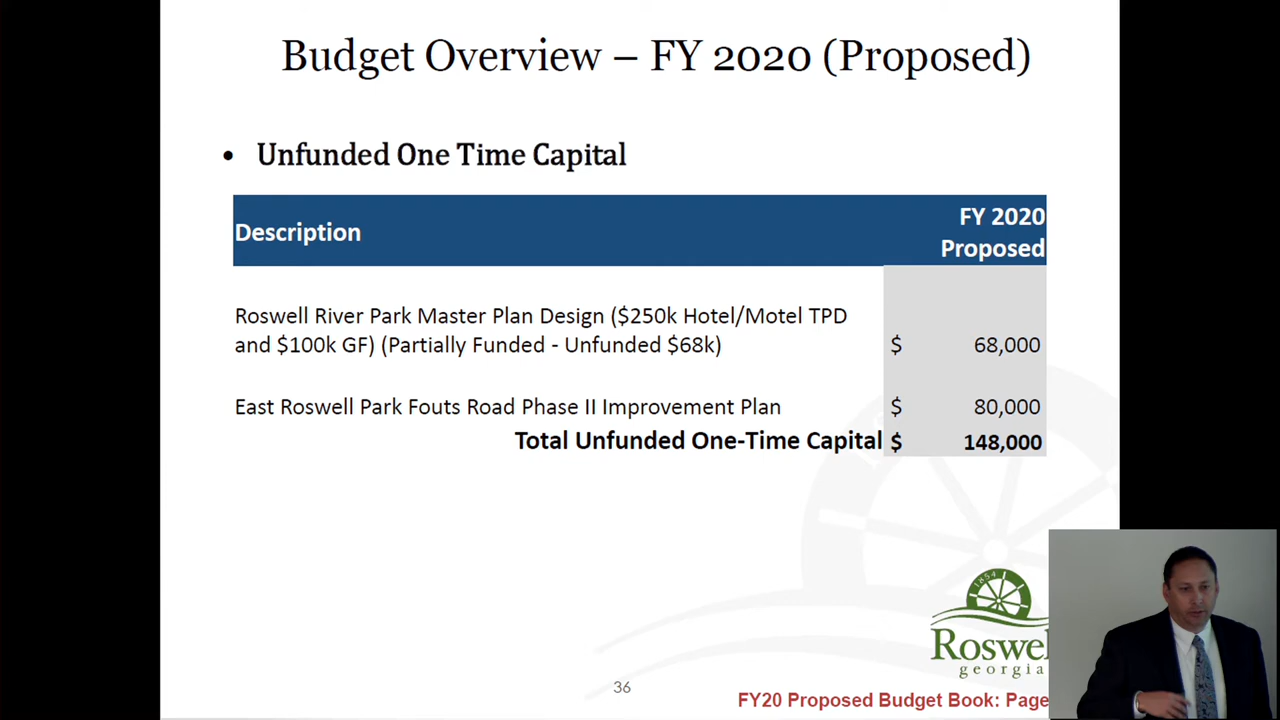 Budget Overview – FY 2020 (Proposed)
• Unfunded One Time Capital
Description
FY 2020
Proposed
Roswell River Park Master Plan Design ($250k Hotel/Motel TPD
and $100k GF) (Partially Funded - Unfunded $68k)
$ 68,000
East Roswell Park Fouts Road Phase II Improvement Plan
$ 80,000
Total Unfunded One-Time Capital
$ 148,000
1854
Roswel
georgia
36
FY20 Proposed Budget Book: Page